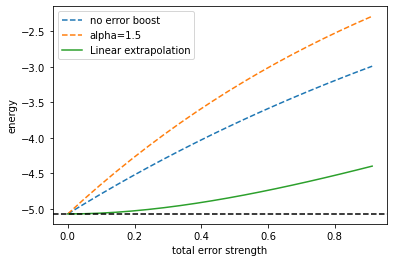 no error boost
alpha=1.5
Linear extrapolation
energy
−2.5
−3.0
−3.5
−4.0
−4.5
−5.0
0.0 0.2 0.4 0.6 0.8
total error strength